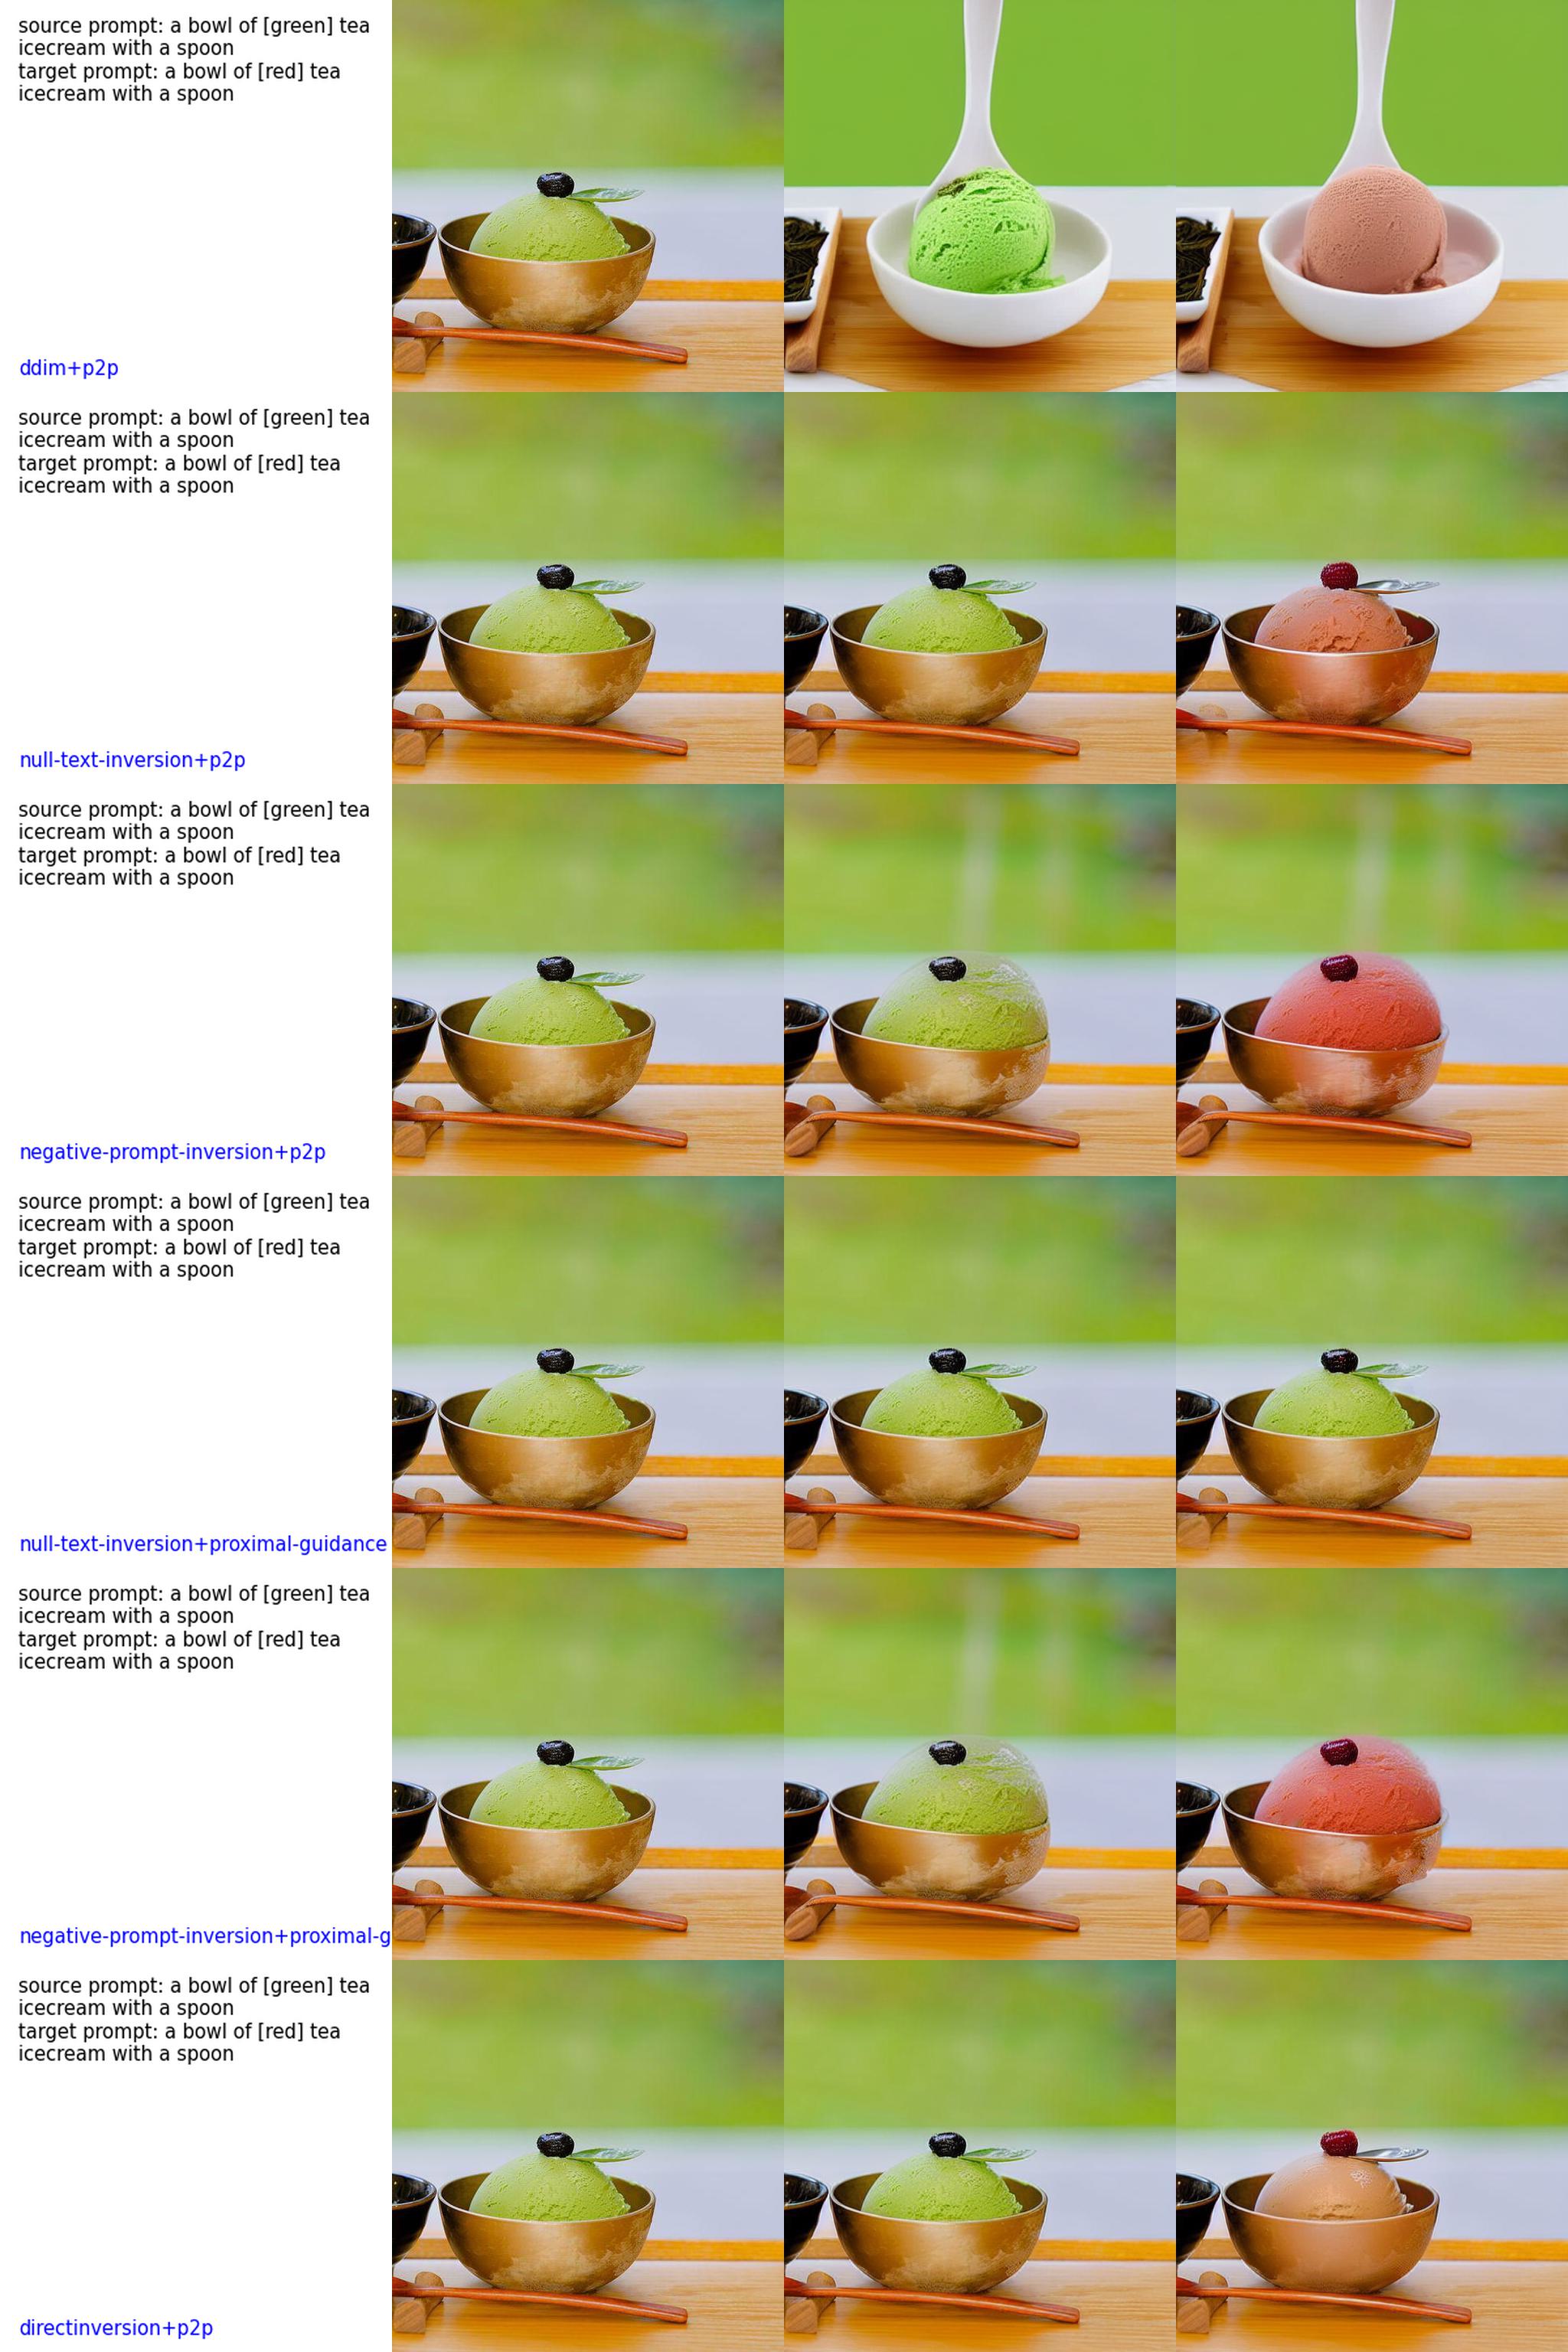 source prompt: a bowl of [green] tea
icecream with a spoon
target prompt: a bowl of [red] tea
icecream with a spoon
ddim+p2p
source prompt: a bowl of [green] tea
icecream with a spoon
target prompt: a bowl of [red] tea
icecream with a spoon
null-text-inversion+p2p
source prompt: a bowl of [green] tea
icecream with a spoon
target prompt: a bowl of [red] tea
icecream with a spoon
negative-prompt-inversion+p2p
source prompt: a bowl of [green] tea
icecream with a spoon
target prompt: a bowl of [red] tea
icecream with a spoon
null-text-inversion+proximal-guidance
source prompt: a bowl of [green] tea
icecream with a spoon
target prompt: a bowl of [red] tea
icecream with a spoon
negative-prompt-inversion+proximal-g
source prompt: a bowl of [green] tea
icecream with a spoon
target prompt: a bowl of [red] tea
icecream with a spoon
directinversion+p2p